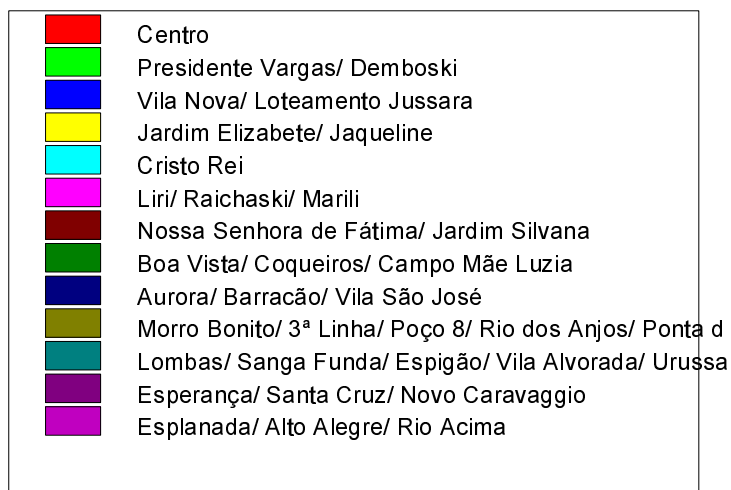 Centro
Presidente Vargas/ Demboski
Vila Nova/ Loteamento Jussara
Jardim Elizabete/ Jaqueline
Cristo Rei
Liri/ Raichaski/ Marili
Nossa Senhora de Fátima/ Jardim Silvana
Boa Vista/ Coqueiros/ Campo Mãe Luzia
Aurora/ Barracão/ Vila São José
Morro Bonito/ 3ª Linha/ Poço 8/ Rio dos Anjos/ Ponta d
Lombas/ Sanga Funda/ Espigão/ Vila Alvorada/ Urussa
Esperança/ Santa Cruz/ Novo Caravaggio
Esplanada/ Alto Alegre/ Rio Acima